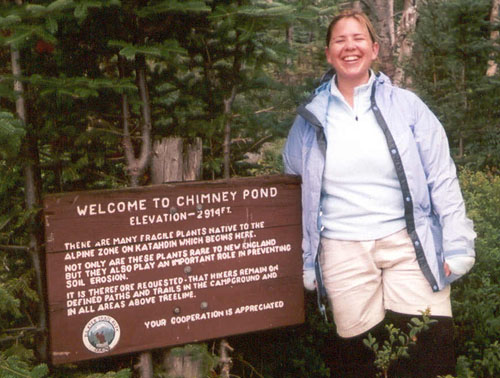 WELCOME TO CHIMNEY POND
ELEVATION-2914FT.
THERE ARE MANY FRAGILE PLANTS NATIVE TO THE
ALPINE ZONE ON KATAHDIN WHICH BEGINS HERE.
NOT ONLY ARE THESE PLANTS RARE TO NEW ENGLAND
BUT THEY ALSO PLAY AN IMPORTANT ROLE IN PREVENTING
SOIL EROSION.
IT IS THEREFORE REQUESTED-THAT HIKERS REMAIN ON
DEFINED PATHS AND TRAILS IN THE CAMPGROUND AND
IN ALL AREAS ABOVE TREELINE.
YOUR COOPERATION IS APPRECIATED